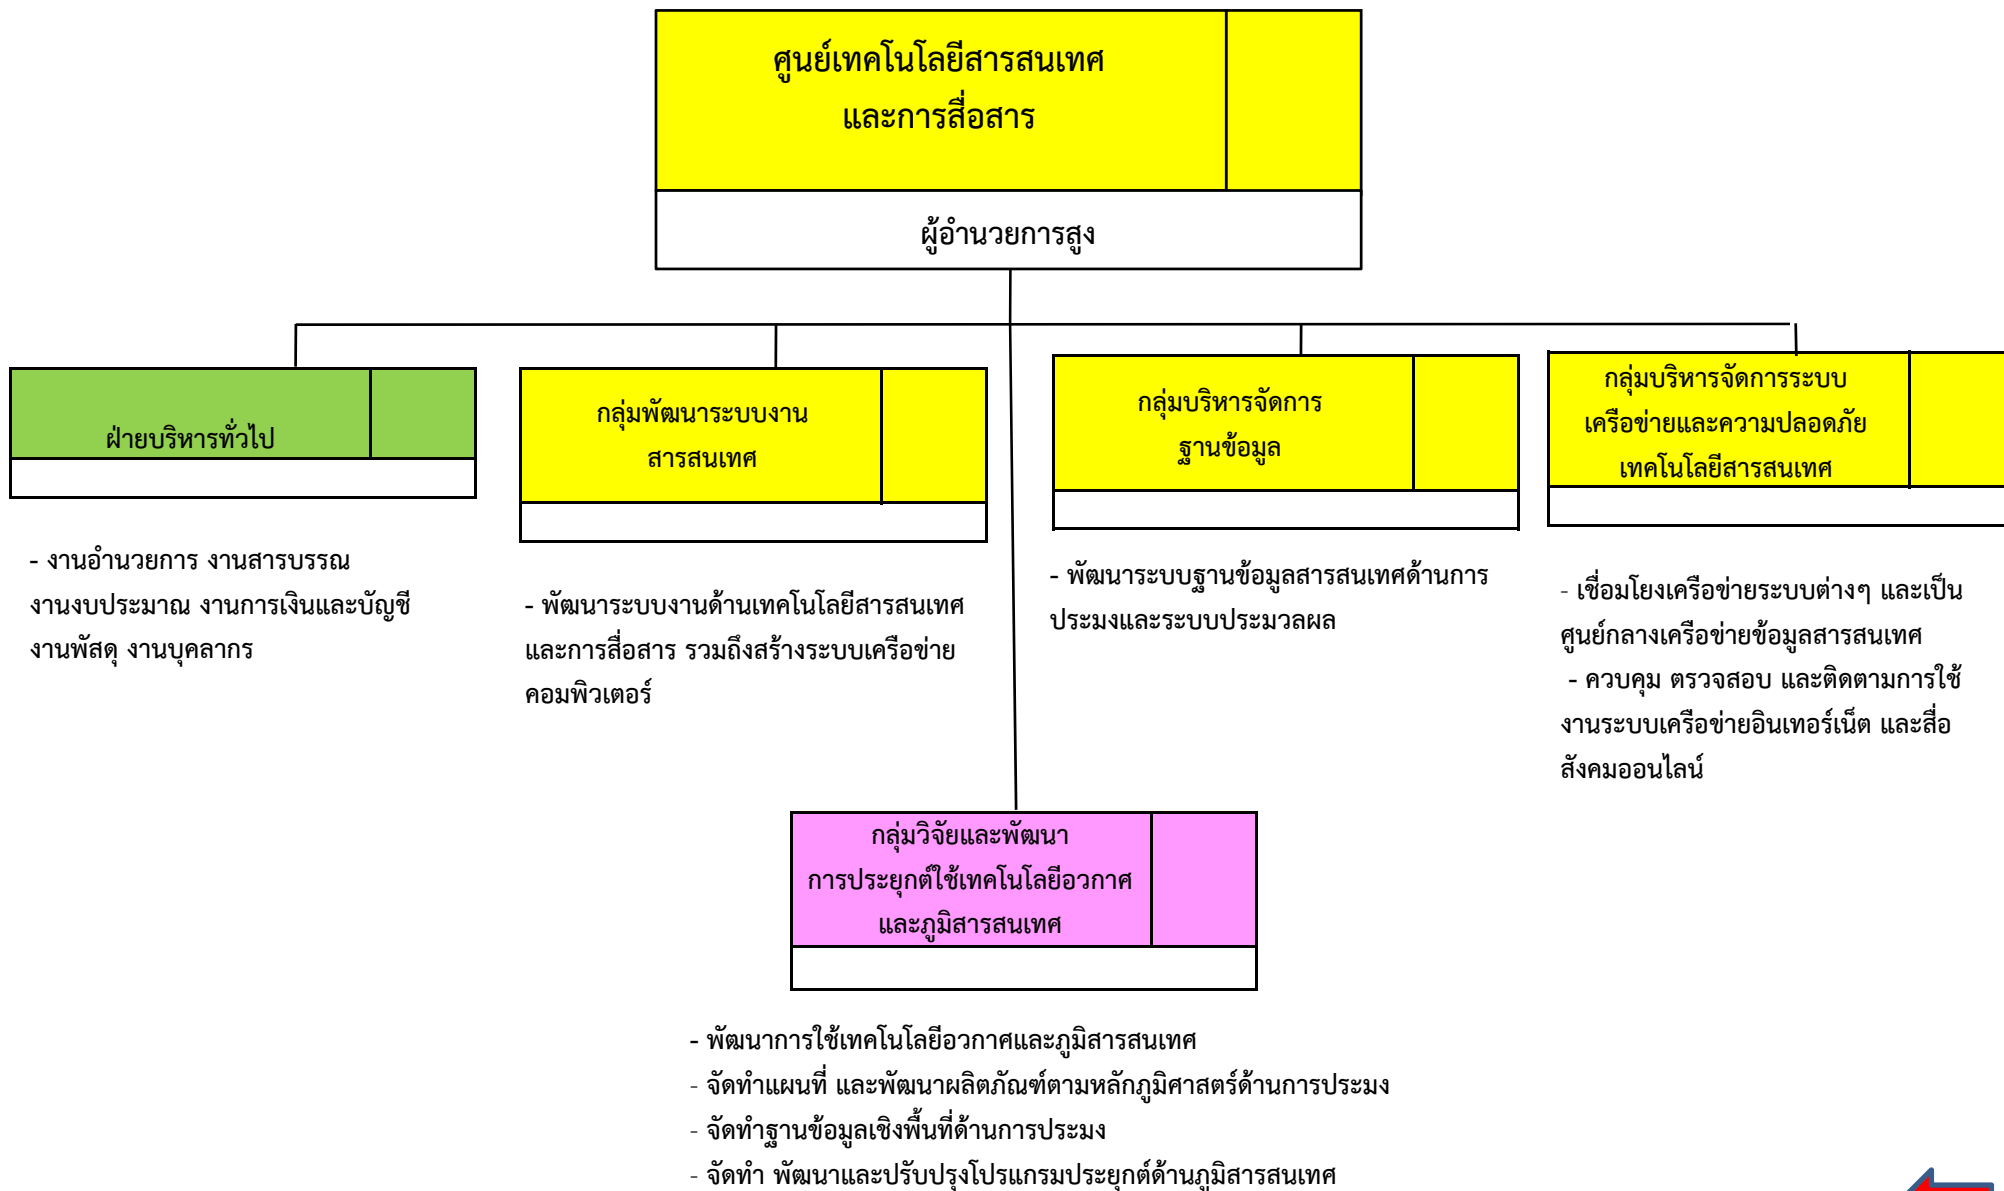 ศูนย์เทคโนโลยีสารสนเทศ
และการสื่อสาร
ผู้อำนวยการสูง
ฝ่ายบริหารทั่วไป
- งานอำนวยการ งานสารบรรณ
งานงบประมาณ งานการเงินและบัญชี
งานพัสดุ งานบุคลากร
กลุ่มพัฒนาระบบงาน
สารสนเทศ
- พัฒนาระบบงานด้านเทคโนโลยีสารสนเทศ
และการสื่อสาร รวมถึงสร้างระบบเครือข่าย
คอมพิวเตอร์
กลุ่มบริหารจัดการ
ฐานข้อมูล
- พัฒนาระบบฐานข้อมูลสารสนเทศด้านการ
ประมงและระบบประมวลผล
กลุ่มบริหารจัดการระบบ
เครือข่ายและความปลอดภัย
เทคโนโลยีสารสนเทศ
- เชื่อมโยงเครือข่ายระบบต่างๆ และเป็น
ศูนย์กลางเครือข่ายข้อมูลสารสนเทศ
- ควบคุม ตรวจสอบ และติดตามการใช้
งานระบบเครือข่ายอินเทอร์เน็ต และสื่อ
สังคมออนไลน์
กลุ่มวิจัยและพัฒนา
การประยุกต์ใช้เทคโนโลยีอวกาศ
และภูมิสารสนเทศ
- พัฒนาการใช้เทคโนโลยีอวกาศและภูมิสารสนเทศ
- จัดทำแผนที่ และพัฒนาผลิตภัณฑ์ตามหลักภูมิศาสตร์ด้านการประมง
- จัดทำฐานข้อมูลเชิงพื้นที่ด้านการประมง
- จัดทำ พัฒนาและปรับปรุงโปรแกรมประยุกต์ด้านภูมิสารสนเทศ